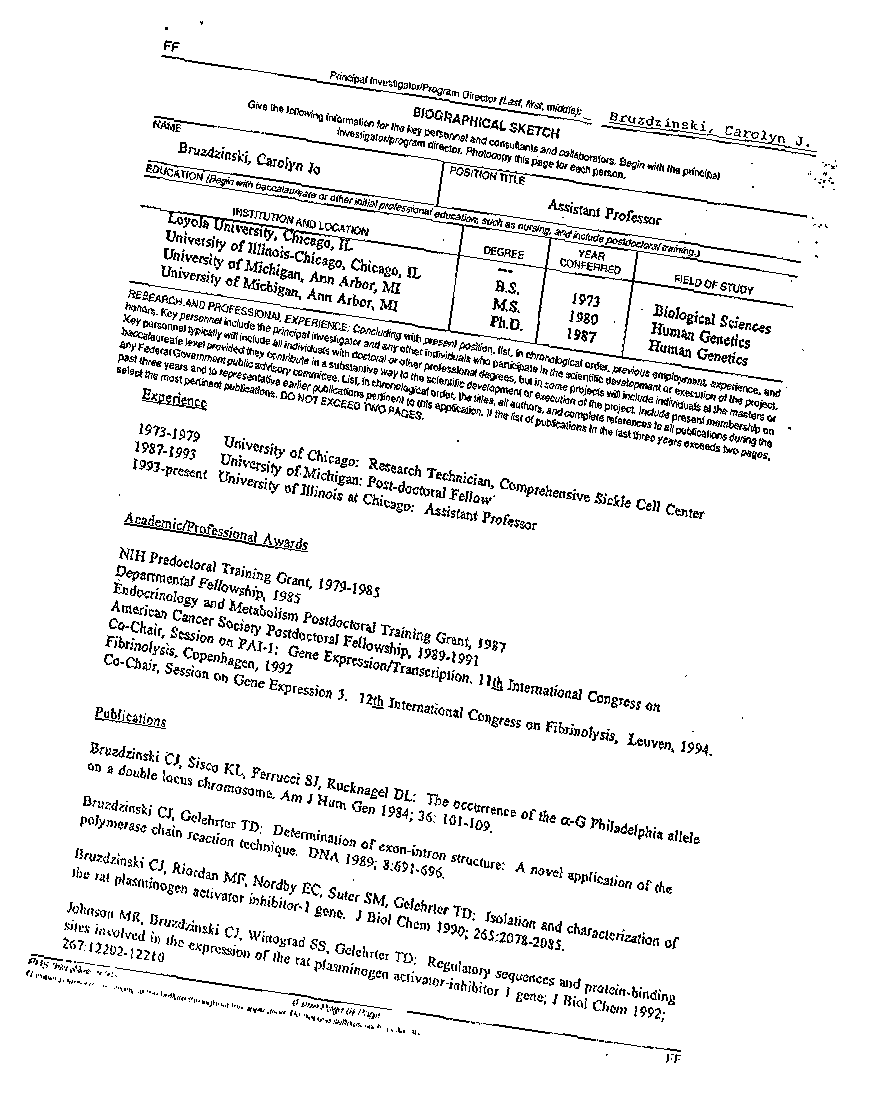 FF
Principal Investigator/Program Director (Last, first, middle): Bruzdzinski, Carolyn J.
BIOGRAPHICAL SKETCH
Give the following information for the key personnel and consultants and collaborators. Begin with the principal
investigator/program director. Photocopy this page for each person.
NAME
Bruzdzinski, Carolyn Jo
POSITION TITLE
Assistant Professor
EDUCATION (Begin with baccalaureate or other initial professional education, such as nursing, and include postdoctoral training.)
INSTITUTION AND LOCATION DEGREE YEAR CONFERRED FIELD OF STUDY
Loyola University, Chicago, IL ---
University of Illinois-Chicago, Chicago, IL B.S. 1973 Biological Sciences
University of Michigan, Ann Arbor, MI M.S. 1980 Human Genetics
University of Michigan, Ann Arbor, MI Ph.D. 1987 Human Genetics
RESEARCH AND PROFESSIONAL EXPERIENCE: Concluding with present position, list, in chronological order, previous employment, experience, and
honors. Key personnel include the principal investigator and any other individuals who participate in the scientific development or execution of the project.
Key personnel typically will include all individuals with doctoral or other professional degrees, but in some projects will include individuals at the masters or
baccalaureate level provided they contribute in a substantive way to the scientific development or execution of the project. Include present membership on
any Federal Government public advisory committee. List, in chronological order, the titles, all authors, and complete references to all publications during the
past three years and to representative earlier publications pertinent to this application. If the list of publications in the last three years exceeds two pages,
select the most pertinent publications. DO NOT EXCEED TWO PAGES.
Experience
1973-1979 University of Chicago: Research Technician, Comprehensive Sickle Cell Center
1987-1993 University of Michigan: Post-doctoral Fellow
1993-present University of Illinois at Chicago: Assistant Professor
Academic/Professional Awards
NIH Predoctoral Training Grant, 1979-1985
Departmental Fellowship, 1985
Endocrinology and Metabolism Postdoctoral Training Grant, 1987
American Cancer Society Postdoctoral Fellowship, 1989-1991
Co-Chair, Session on PAI-1: Gene Expression/Transcription. 11th International Congress on
Fibrinolysis, Copenhagen, 1992
Co-Chair, Session on Gene Expression 3. 12th International Congress on Fibrinolysis, Leuven, 1994.
Publications
Bruzdzinski CJ, Sisco KL, Ferrucci SJ, Rucknagel DL: The occurrence of the α-G Philadelphia allele
on a double locus chromosome. Am J Hum Gen 1984; 36: 101-109.
Bruzdzinski CJ, Gelehrter TD: Determination of exon-intron structure: A novel application of the
polymerase chain reaction technique. DNA 1989; 8:691-696.
Bruzdzinski CJ, Riordan MF, Nordby EC, Suter SM, Gelehrter TD: Isolation and characterization of
the rat plasminogen activator inhibitor-1 gene. J Biol Chem 1990; 265:2078-2085.
Johnson MR, Bruzdzinski CJ, Winograd SS, Gelehrter TD: Regulatory sequences and protein-binding
sites involved in the expression of the rat plasminogen activator-inhibitor 1 gene; J Biol Chem 1992;
267:12202-12210
FF